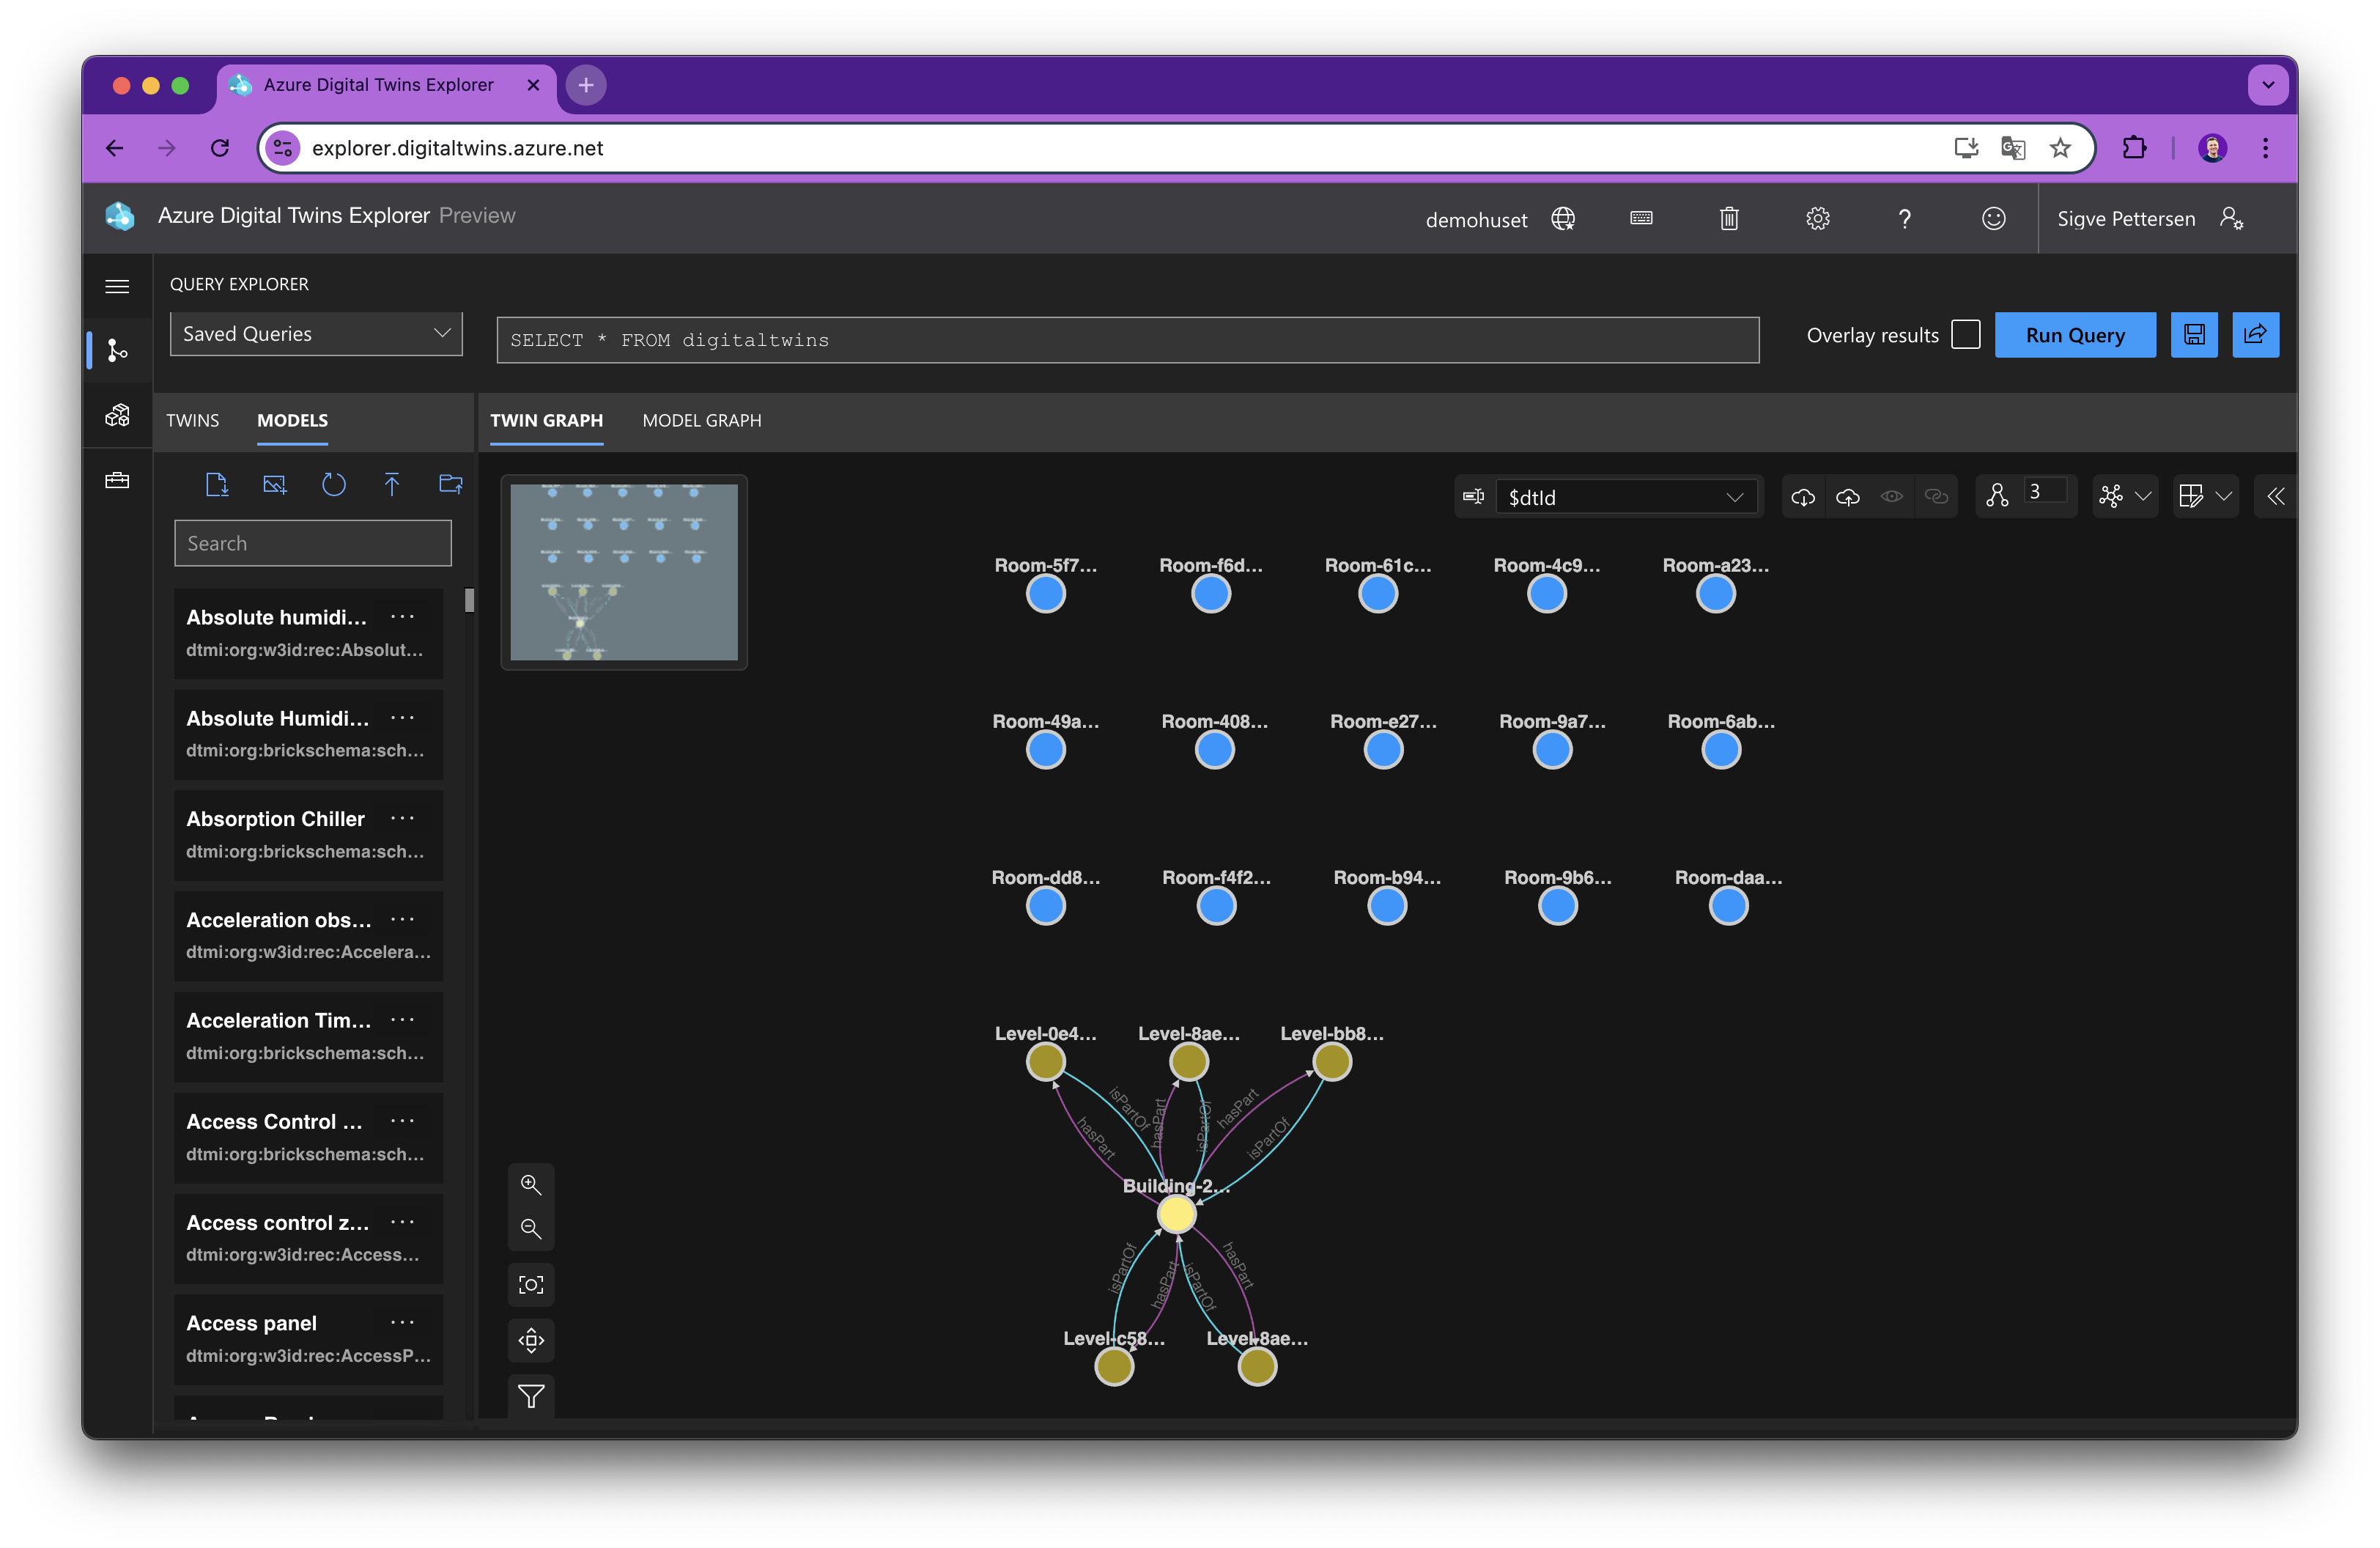 Azure Digital Twins Explorer
explorer.digitaltwins.azure.net
Azure Digital Twins Explorer Preview
demohuset
?
Sigve Pettersen
QUERY EXPLORER
Saved Queries
SELECT * FROM digitaltwins
Overlay results
Run Query
TWINS
MODELS
TWIN GRAPH
MODEL GRAPH
$dtId
3
Search
Absolute humidi...
dtmi:org:w3id:rec:Absolut...
Absolute Humidi...
dtmi:org:brickschema:sch...
Absorption Chiller
dtmi:org:brickschema:sch...
Acceleration obs...
dtmi:org:w3id:rec:Accelera...
Acceleration Tim...
dtmi:org:brickschema:sch...
Access Control ...
dtmi:org:brickschema:sch...
Access control z...
dtmi:org:w3id:rec:Access...
Access panel
dtmi:org:w3id:rec:AccessP...
Room-5f7... Room-f6d... Room-61c... Room-4c9... Room-a23...
Room-49a... Room-408... Room-e27... Room-9a7... Room-6ab...
Room-dd8... Room-f4f2... Room-b94... Room-9b6... Room-daa...
Level-0e4... Level-8ae... Level-bb8...
isPartOf
hasPart
hasPart
isPartOf
hasPart
isPartOf
Building-2...
isPartOf
hasPart
isPartOf
hasPart
Level-c58... Level-8ae...